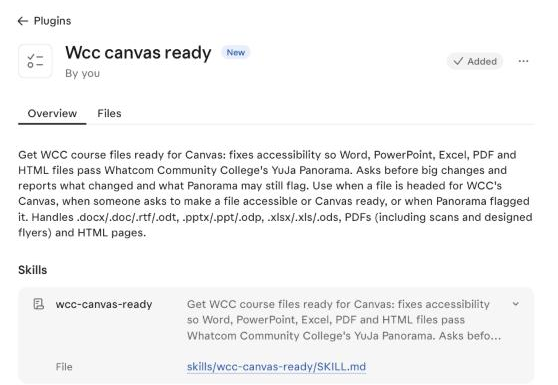 ← Plugins
Wcc canvas ready New
By you
Added
Overview Files
Get WCC course files ready for Canvas: fixes accessibility so Word, PowerPoint, Excel, PDF and
HTML files pass Whatcom Community College's YuJa Panorama. Asks before big changes and
reports what changed and what Panorama may still flag. Use when a file is headed for WCC's
Canvas, when someone asks to make a file accessible or Canvas ready, or when Panorama flagged
it. Handles .docx/.doc/.rtf/.odt, .pptx/.ppt/.odp, .xlsx/.xls/.ods, PDFs (including scans and designed
flyers) and HTML pages.
Skills
wcc-canvas-ready
Get WCC course files ready for Canvas: fixes accessibility
so Word, PowerPoint, Excel, PDF and HTML files pass
Whatcom Community College's YuJa Panorama. Asks befo...
File
skills/wcc-canvas-ready/SKILL.md